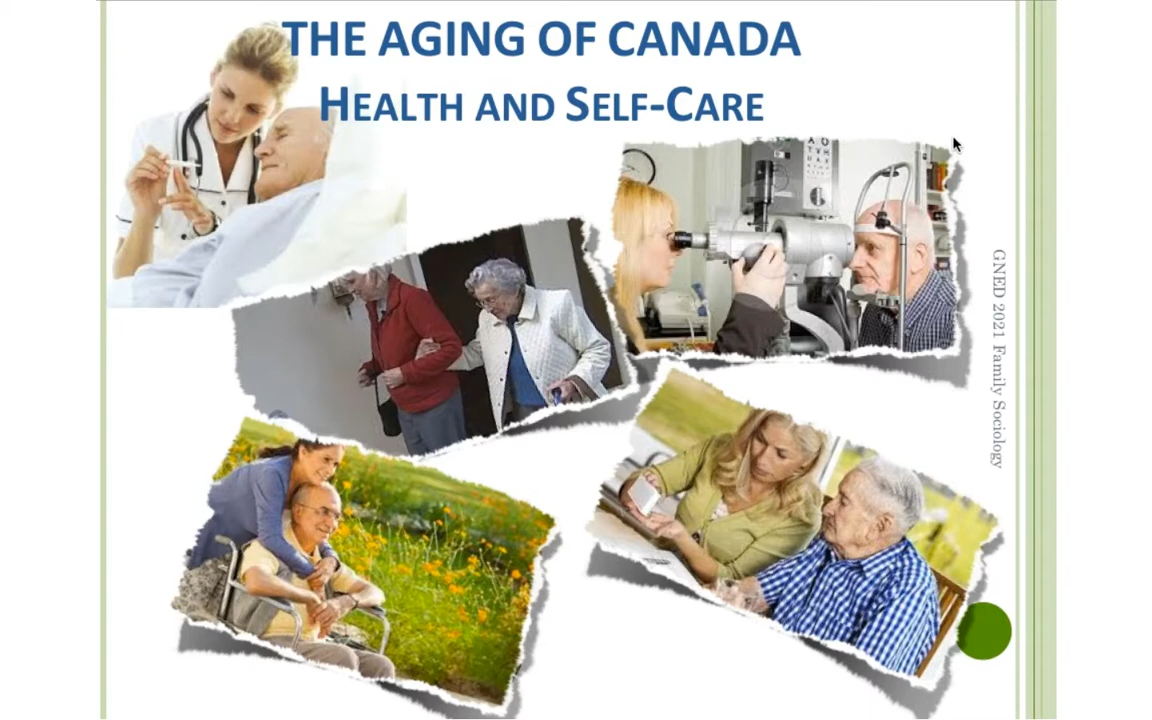 THE AGING OF CANADA
HEALTH AND SELF-CARE
GNED 2021 Family Sociology